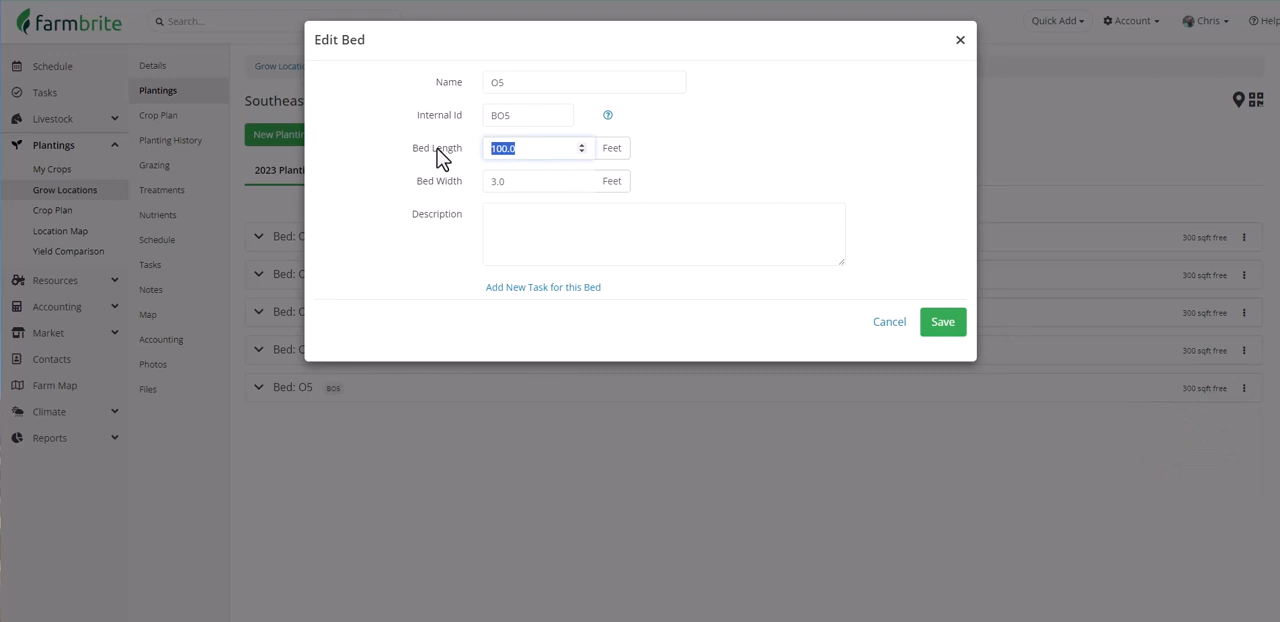 farmbrite
Search...
Quick Add
Account
Chris
Help
Schedule
Tasks
Livestock
Plantings
My Crops
Grow Locations
Crop Plan
Location Map
Yield Comparison
Resources
Accounting
Market
Contacts
Farm Map
Climate
Reports
Details
Plantings
Crop Plan
Planting History
Grazing
Treatments
Nutrients
Schedule
Tasks
Notes
Map
Accounting
Photos
Files
Grow Locati
Southeas
New Plantin
2023 Planti
Edit Bed
×
Name
O5
Internal Id
BO5
Bed Length
100.0
Feet
Bed Width
3.0
Feet
Description
Add New Task for this Bed
Cancel
Save
Bed:
300 sqft free
Bed:
300 sqft free
Bed:
300 sqft free
Bed:
300 sqft free
Bed: O5
BO5
300 sqft free